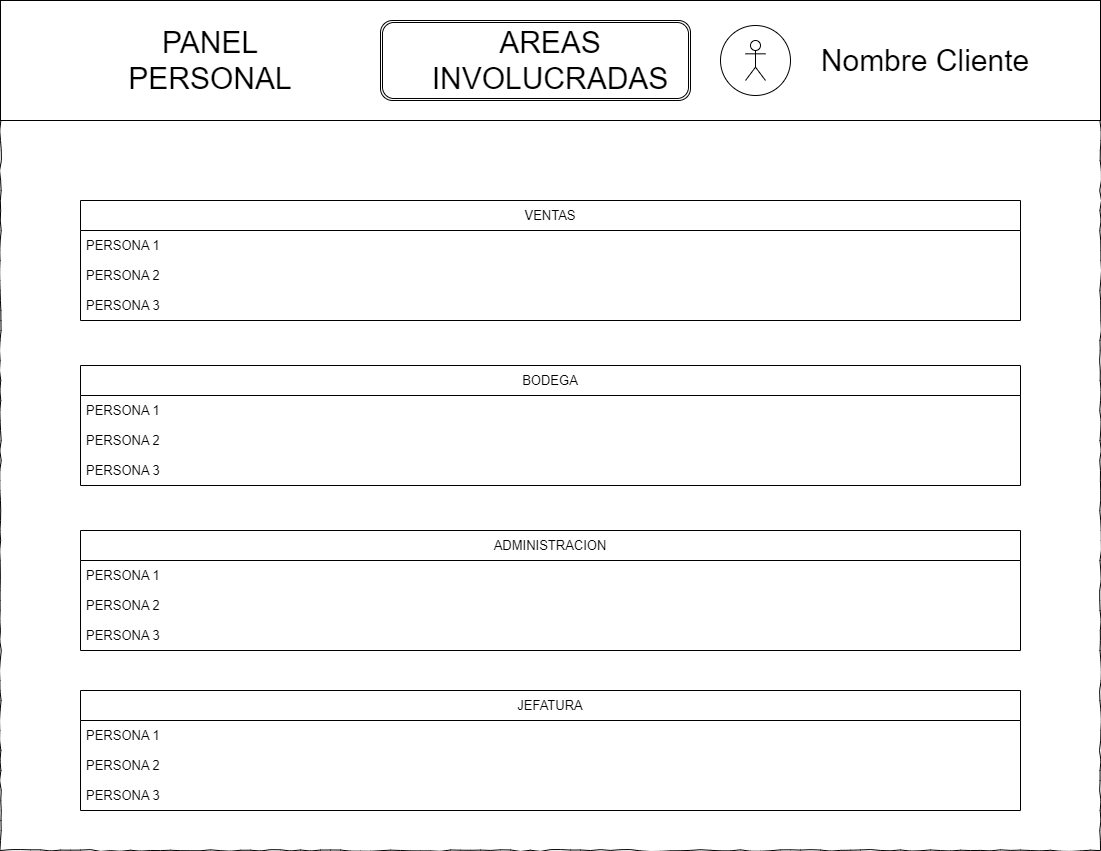 PANEL
PERSONAL
AREAS
INVOLUCRADAS
Nombre Cliente
VENTAS
PERSONA 1
PERSONA 2
PERSONA 3
BODEGA
PERSONA 1
PERSONA 2
PERSONA 3
ADMINISTRACION
PERSONA 1
PERSONA 2
PERSONA 3
JEFATURA
PERSONA 1
PERSONA 2
PERSONA 3